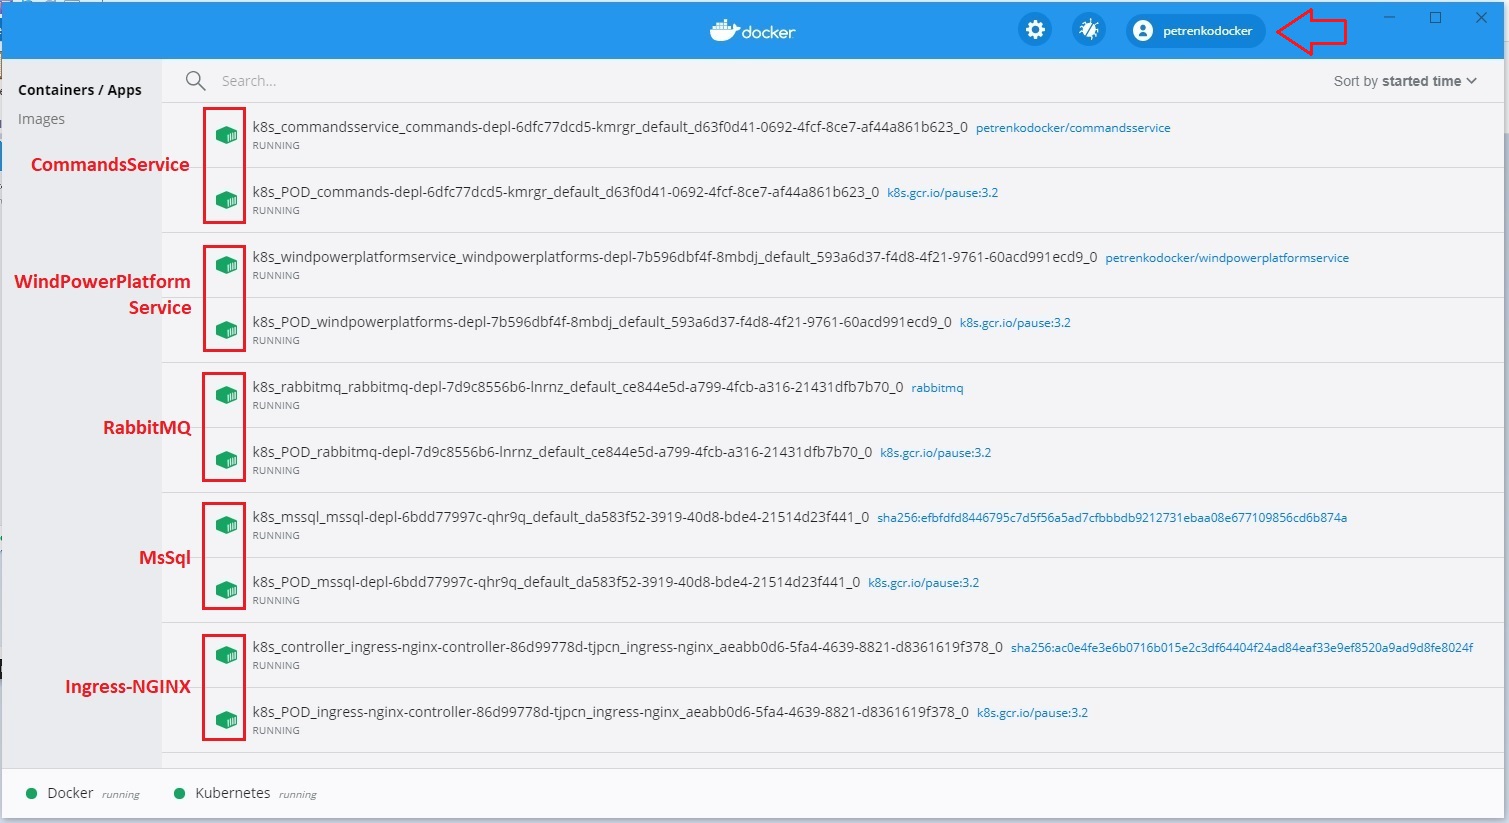 docker
petrenkodocker
Containers / Apps
Images
Search...
Sort by started time
CommandsService
k8s_commandsservice_commands-depl-6dfc77dcd5-kmrgr_default_d63f0d41-0692-4fcf-8ce7-af44a861b623_0 petrenkodocker/commandsservice
RUNNING
k8s_POD_commands-depl-6dfc77dcd5-kmrgr_default_d63f0d41-0692-4fcf-8ce7-af44a861b623_0 k8s.gcr.io/pause:3.2
RUNNING
WindPowerPlatform
Service
k8s_windpowerplatformservice_windpowerplatforms-depl-7b596dbf4f-8mbdj_default_593a6d37-f4d8-4f21-9761-60acd991ecd9_0 petrenkodocker/windpowerplatformservice
RUNNING
k8s_POD_windpowerplatforms-depl-7b596dbf4f-8mbdj_default_593a6d37-f4d8-4f21-9761-60acd991ecd9_0 k8s.gcr.io/pause:3.2
RUNNING
RabbitMQ
k8s_rabbitmq_rabbitmq-depl-7d9c8556b6-lnrnz_default_ce844e5d-a799-4fcb-a316-21431dfb7b70_0 rabbitmq
RUNNING
k8s_POD_rabbitmq-depl-7d9c8556b6-lnrnz_default_ce844e5d-a799-4fcb-a316-21431dfb7b70_0 k8s.gcr.io/pause:3.2
RUNNING
MsSql
k8s_mssql_mssql-depl-6bdd77997c-qhr9q_default_da583f52-3919-40d8-bde4-21514d23f441_0 sha256:efbfdfd8446795c7d5f56a5ad7cfbbbdb9212731ebaa08e677109856cd6b874a
RUNNING
k8s_POD_mssql-depl-6bdd77997c-qhr9q_default_da583f52-3919-40d8-bde4-21514d23f441_0 k8s.gcr.io/pause:3.2
RUNNING
Ingress-NGINX
k8s_controller_ingress-nginx-controller-86d99778d-tjpcn_ingress-nginx_aeabb0d6-5fa4-4639-8821-d8361619f378_0 sha256:ac0e4fe3e6b0716b015e2c3df64404f24ad84eaf33e9ef8520a9ad9d8fe8024f
RUNNING
k8s_POD_ingress-nginx-controller-86d99778d-tjpcn_ingress-nginx_aeabb0d6-5fa4-4639-8821-d8361619f378_0 k8s.gcr.io/pause:3.2
RUNNING
Docker running
Kubernetes running